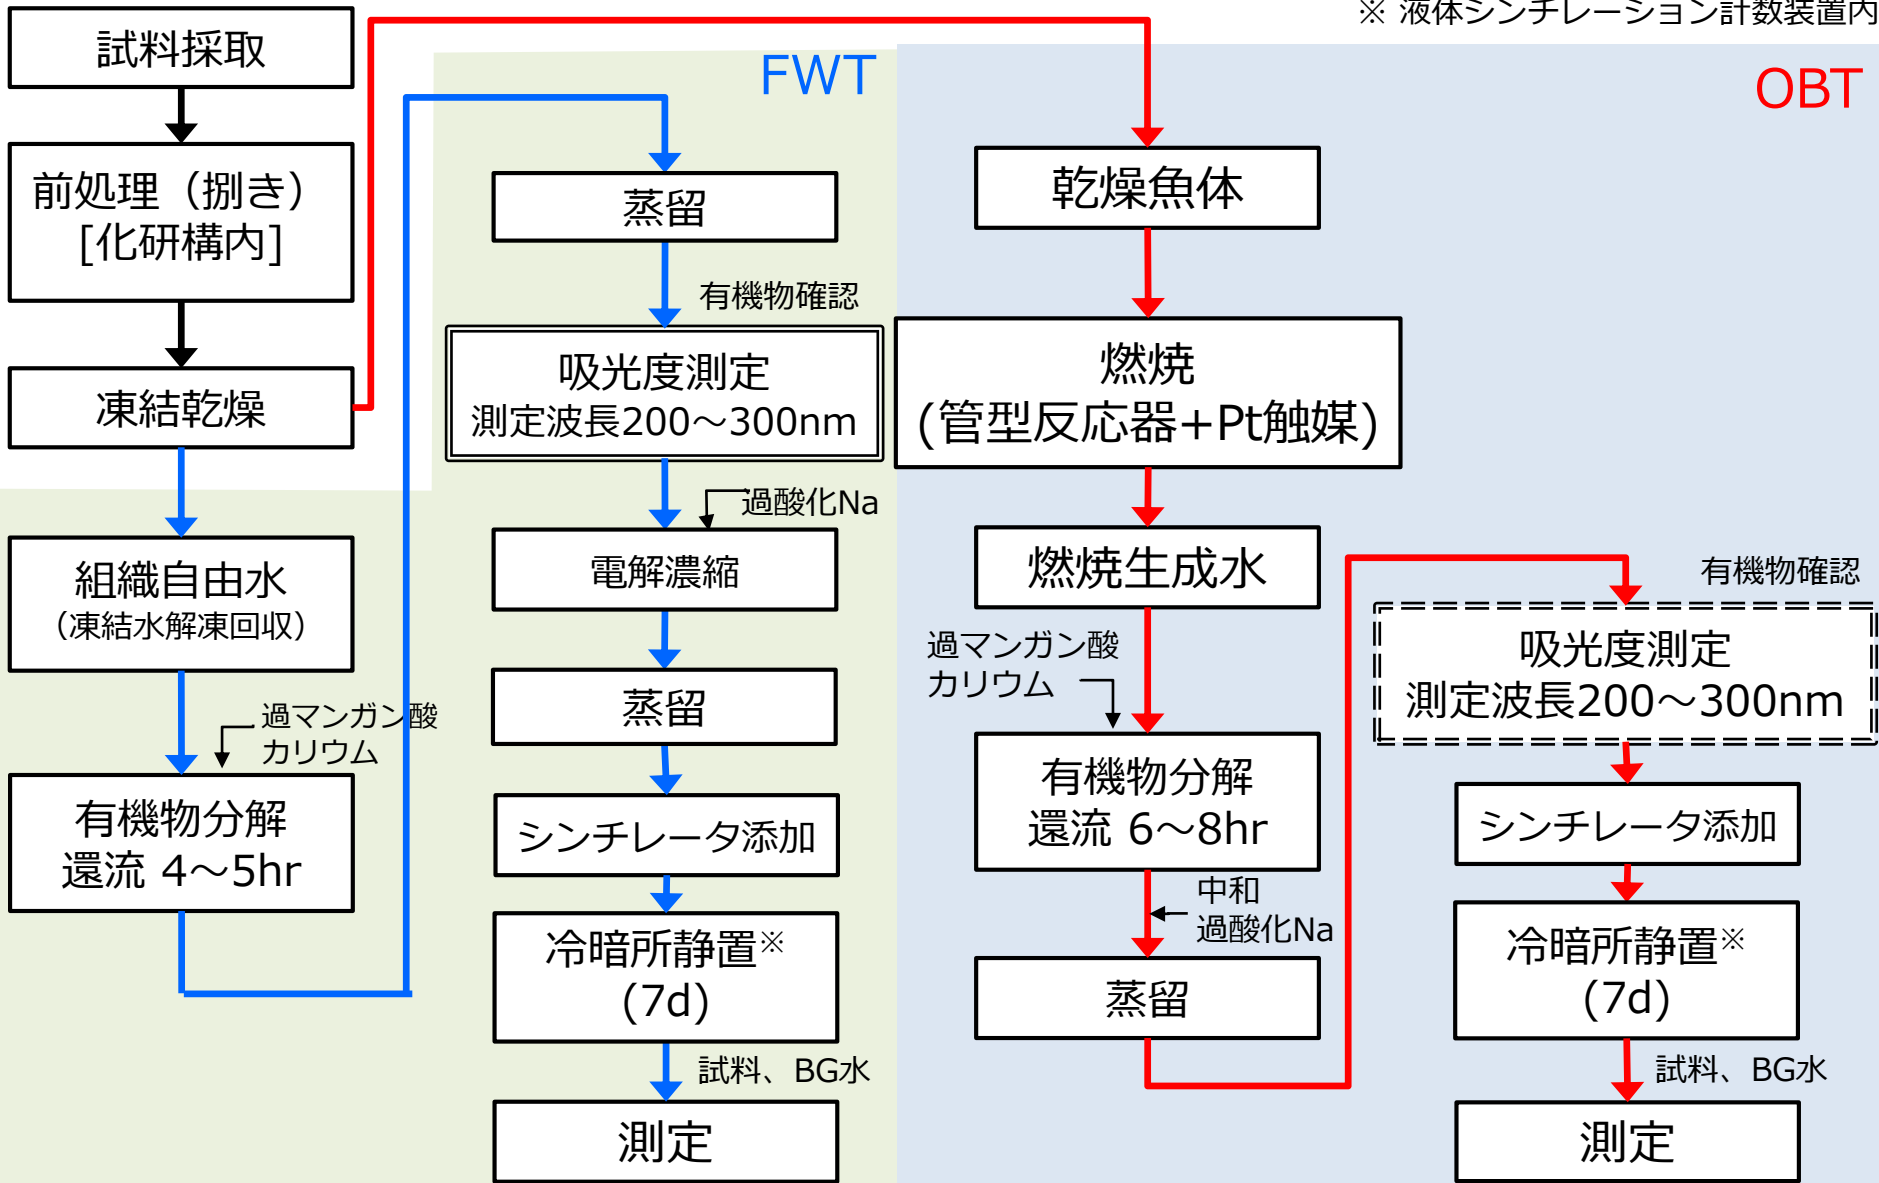 ※ 液体シンチレーション計数装置内
試料採取
前処理（捌き）
[化研構内]
凍結乾燥
組織自由水
（凍結水解凍回収）
過マンガン酸
カリウム
有機物分解
還流 4～5hr
FWT
蒸留
有機物確認
吸光度測定
測定波長200～300nm
過酸化Na
電解濃縮
蒸留
シンチレータ添加
冷暗所静置※
(7d)
試料、BG水
測定
OBT
乾燥魚体
燃焼
(管型反応器+Pt触媒)
燃焼生成水
過マンガン酸
カリウム
有機物分解
還流 6～8hr
中和
過酸化Na
蒸留
有機物確認
吸光度測定
測定波長200～300nm
シンチレータ添加
冷暗所静置※
(7d)
試料、BG水
測定